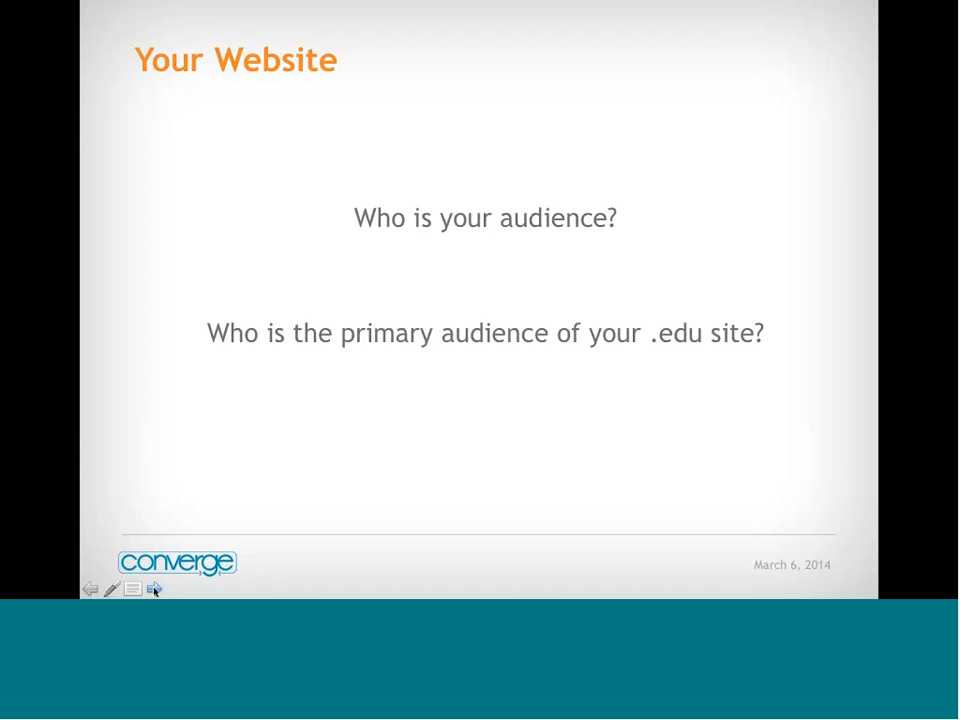 Your Website
Who is your audience?
Who is the primary audience of your .edu site?
converge
March 6, 2014